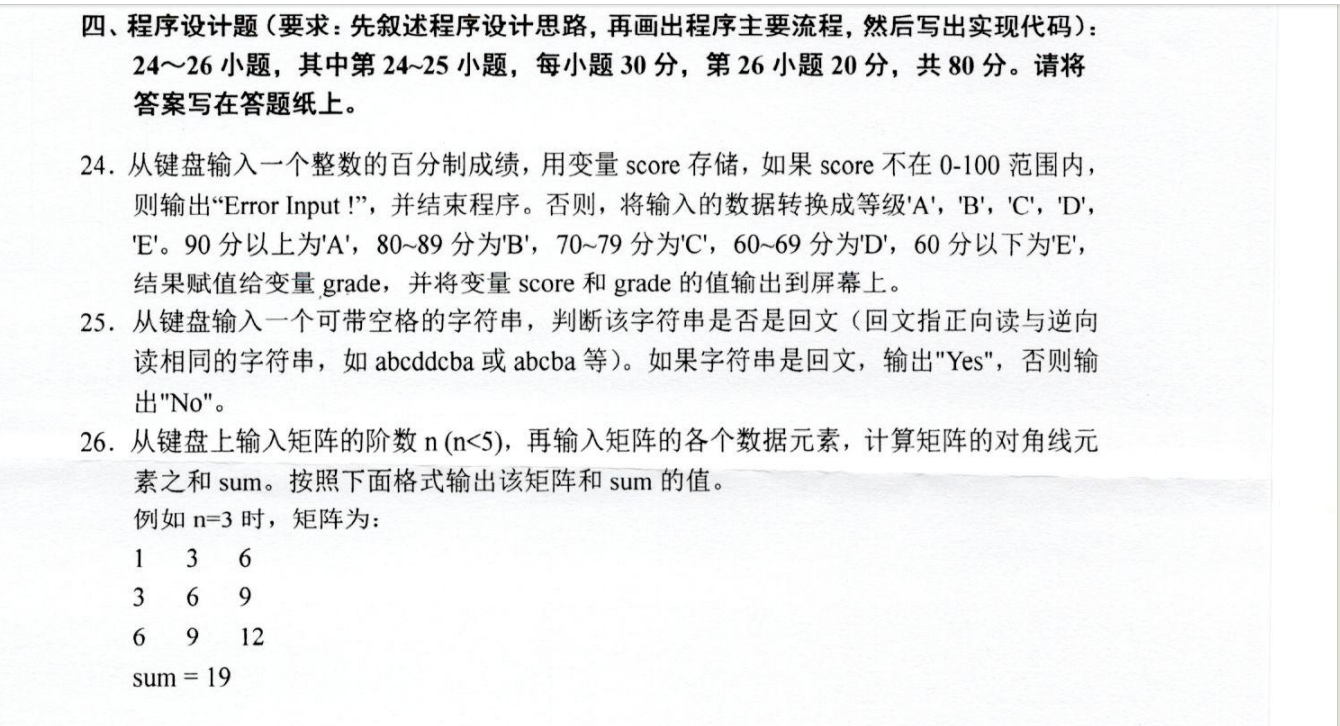 四、程序设计题（要求：先叙述程序设计思路，再画出程序主要流程，然后写出实现代码）：
24～26 小题，其中第 24~25 小题，每小题 30 分，第 26 小题 20 分，共 80 分。请将
答案写在答题纸上。
24．从键盘输入一个整数的百分制成绩，用变量 score 存储，如果 score 不在 0-100 范围内，
则输出“Error Input !”，并结束程序。否则，将输入的数据转换成等级'A'，'B'，'C'，'D'，
'E'。90 分以上为'A'，80~89 分为'B'，70~79 分为'C'，60~69 分为'D'，60 分以下为'E'，
结果赋值给变量 grade，并将变量 score 和 grade 的值输出到屏幕上。
25．从键盘输入一个可带空格的字符串，判断该字符串是否是回文（回文指正向读与逆向
读相同的字符串，如 abcddcba 或 abcba 等）。如果字符串是回文，输出"Yes"，否则输
出"No"。
26．从键盘上输入矩阵的阶数 n (n<5)，再输入矩阵的各个数据元素，计算矩阵的对角线元
素之和 sum。按照下面格式输出该矩阵和 sum 的值。
例如 n=3 时，矩阵为：
1 3 6
3 6 9
6 9 12
sum = 19